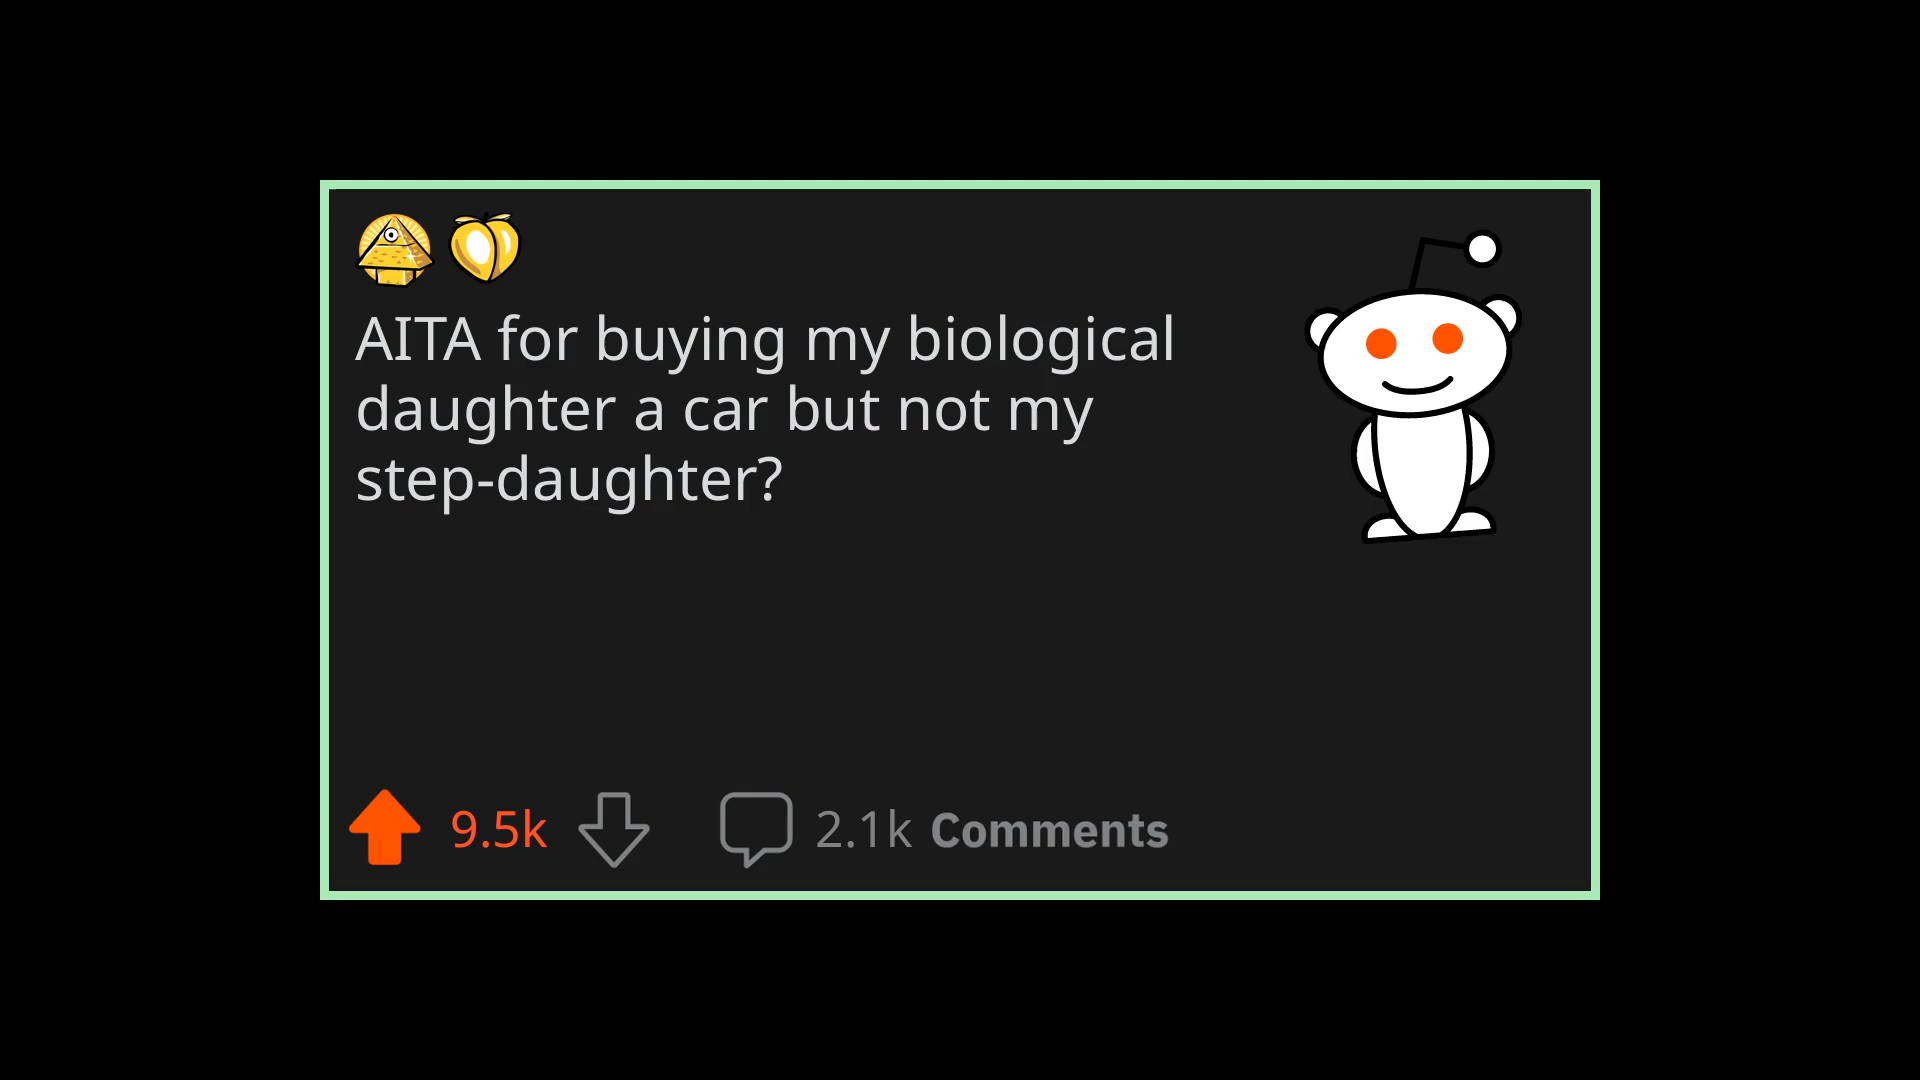 AITA for buying my biological
daughter a car but not my
step-daughter?
9.5k
2.1k Comments